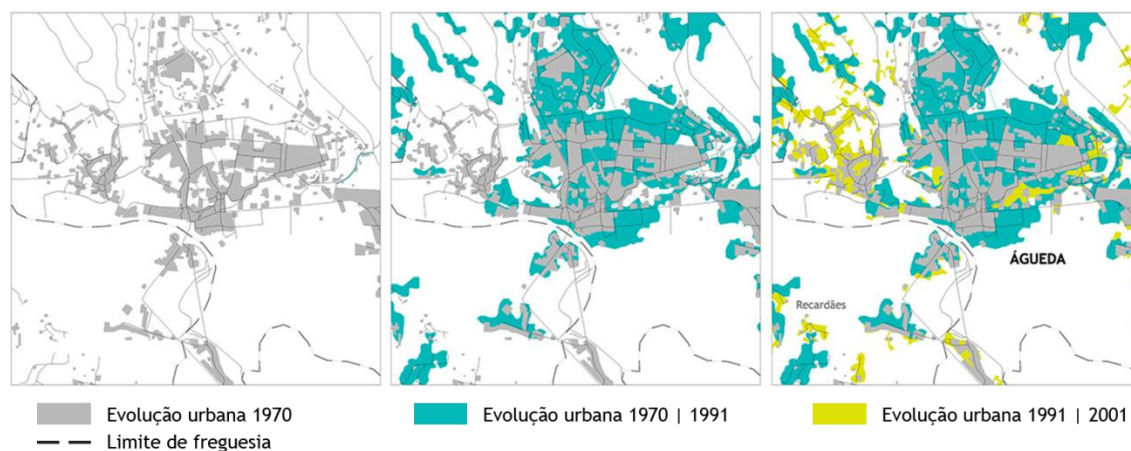 ÁGUEDA
Recardães
Evolução urbana 1970
Evolução urbana 1970 | 1991
Evolução urbana 1991 | 2001
Limite de freguesia